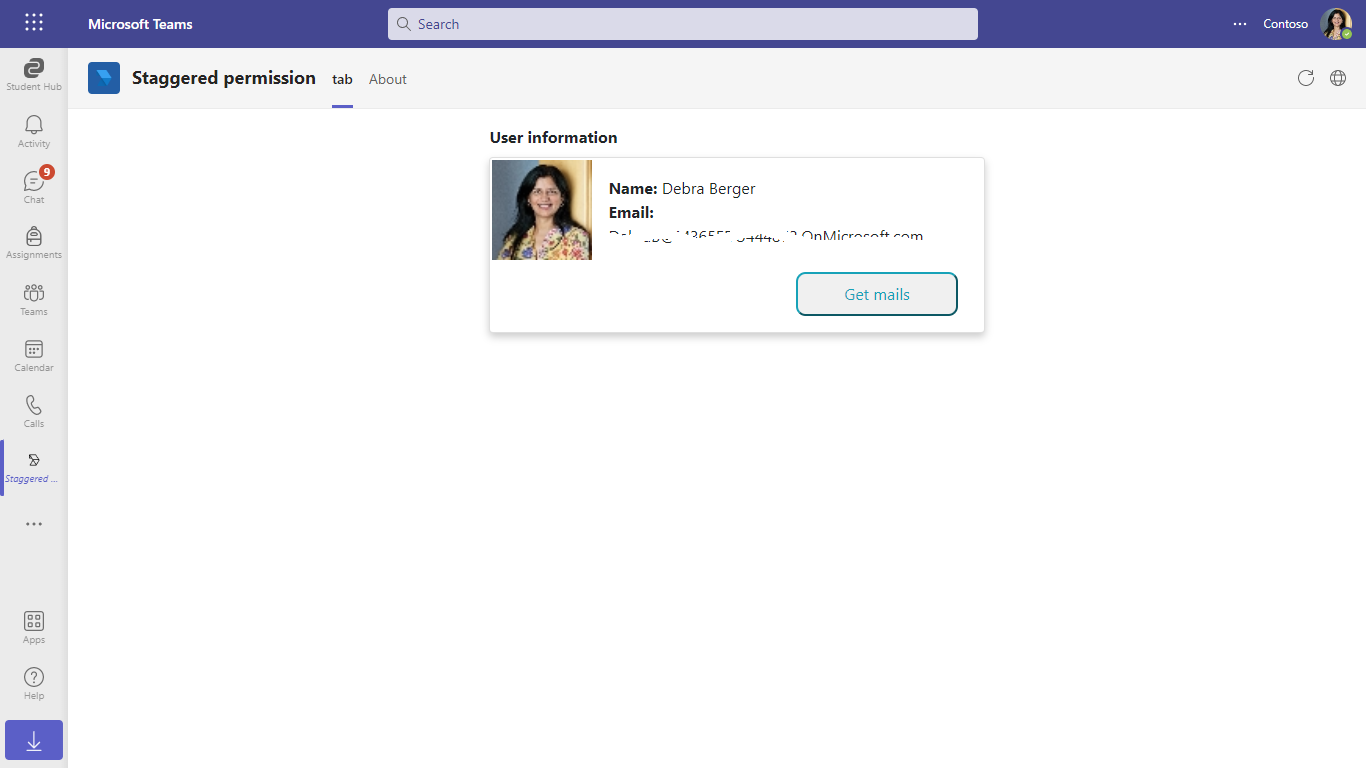 Microsoft Teams
Search
Contoso
Student Hub
Activity
9
Chat
Assignments
Teams
Calendar
Calls
Staggered ...
Apps
Help
Staggered permission
tab
About
User information
Name: Debra Berger
Email:
OnMicrosoft.com
Get mails